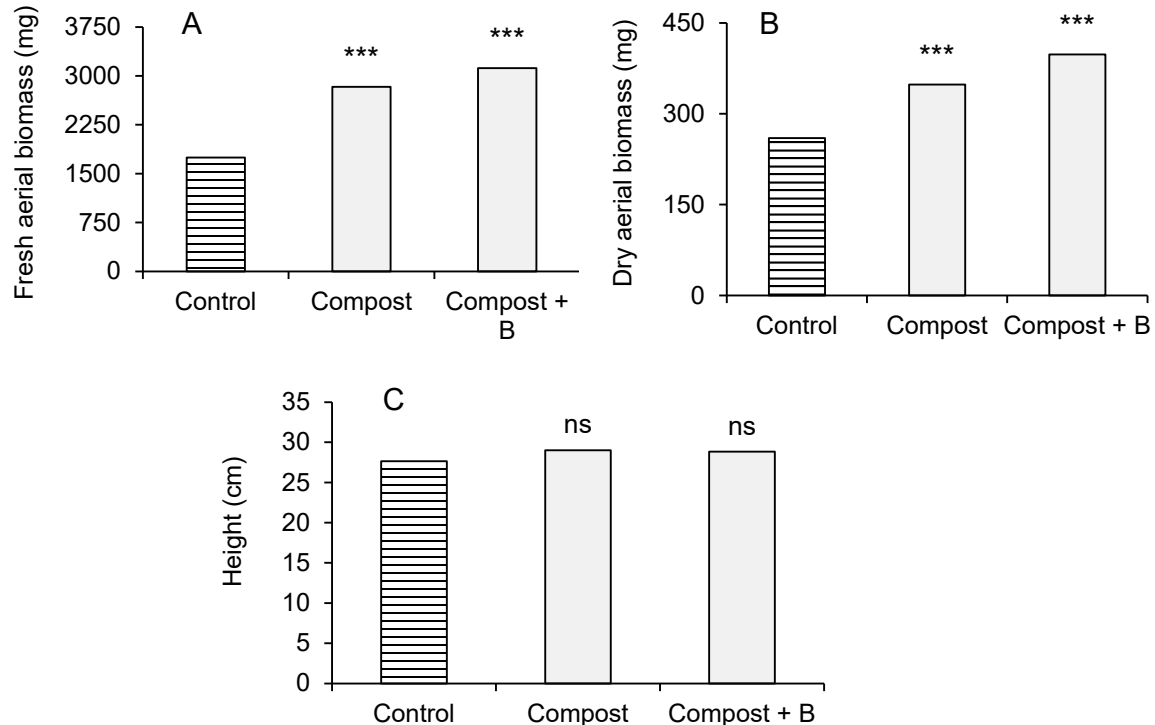 A
Fresh aerial biomass (mg)
3750
3000
2250
1500
750
0
***
***
Control
Compost
Compost +
B
B
Dry aerial biomass (mg)
450
300
150
0
***
***
Control
Compost
Compost + B
C
Height (cm)
35
30
25
20
15
10
5
0
ns
ns
Control
Compost
Compost + B